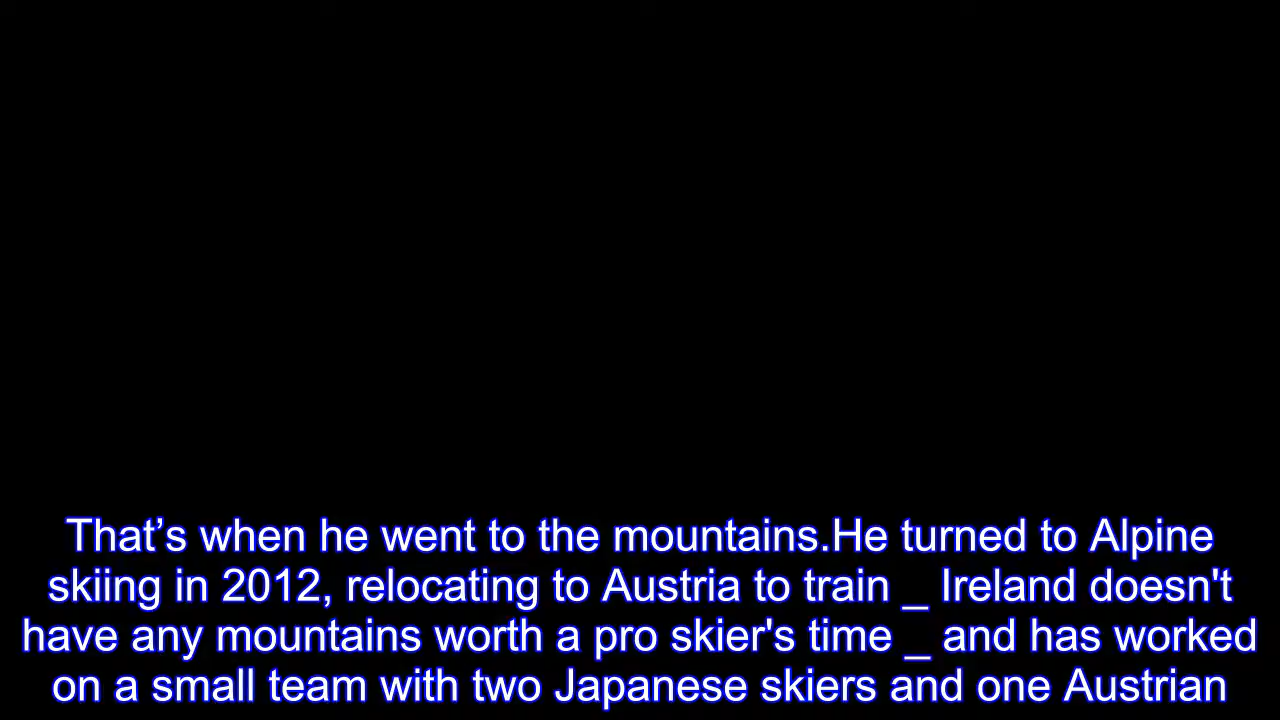 That’s when he went to the mountains.He turned to Alpine
skiing in 2012, relocating to Austria to train _ Ireland doesn't
have any mountains worth a pro skier's time _ and has worked
on a small team with two Japanese skiers and one Austrian